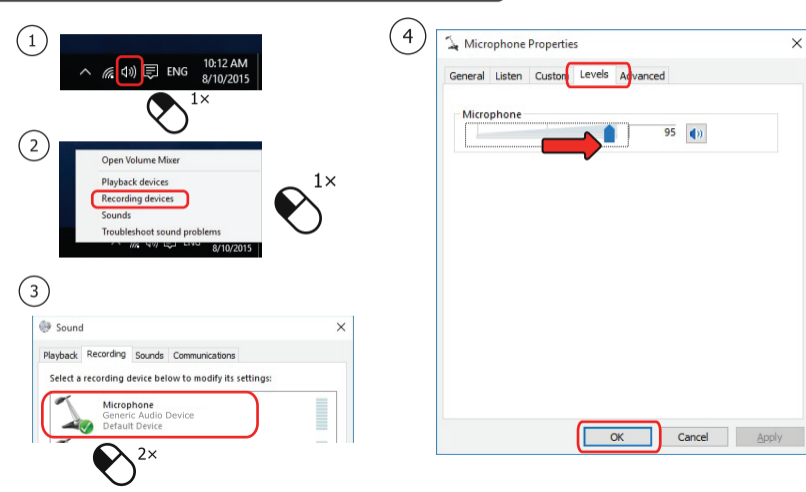 1
ENG
10:12 AM
8/10/2015
1×
2
Open Volume Mixer
Playback devices
Recording devices
Sounds
Troubleshoot sound problems
8/10/2015
1×
3
Sound
Playback Recording Sounds Communications
Select a recording device below to modify its settings:
Microphone
Generic Audio Device
Default Device
2×
4
Microphone Properties
General Listen Custom Levels Advanced
Microphone
95
OK Cancel Apply